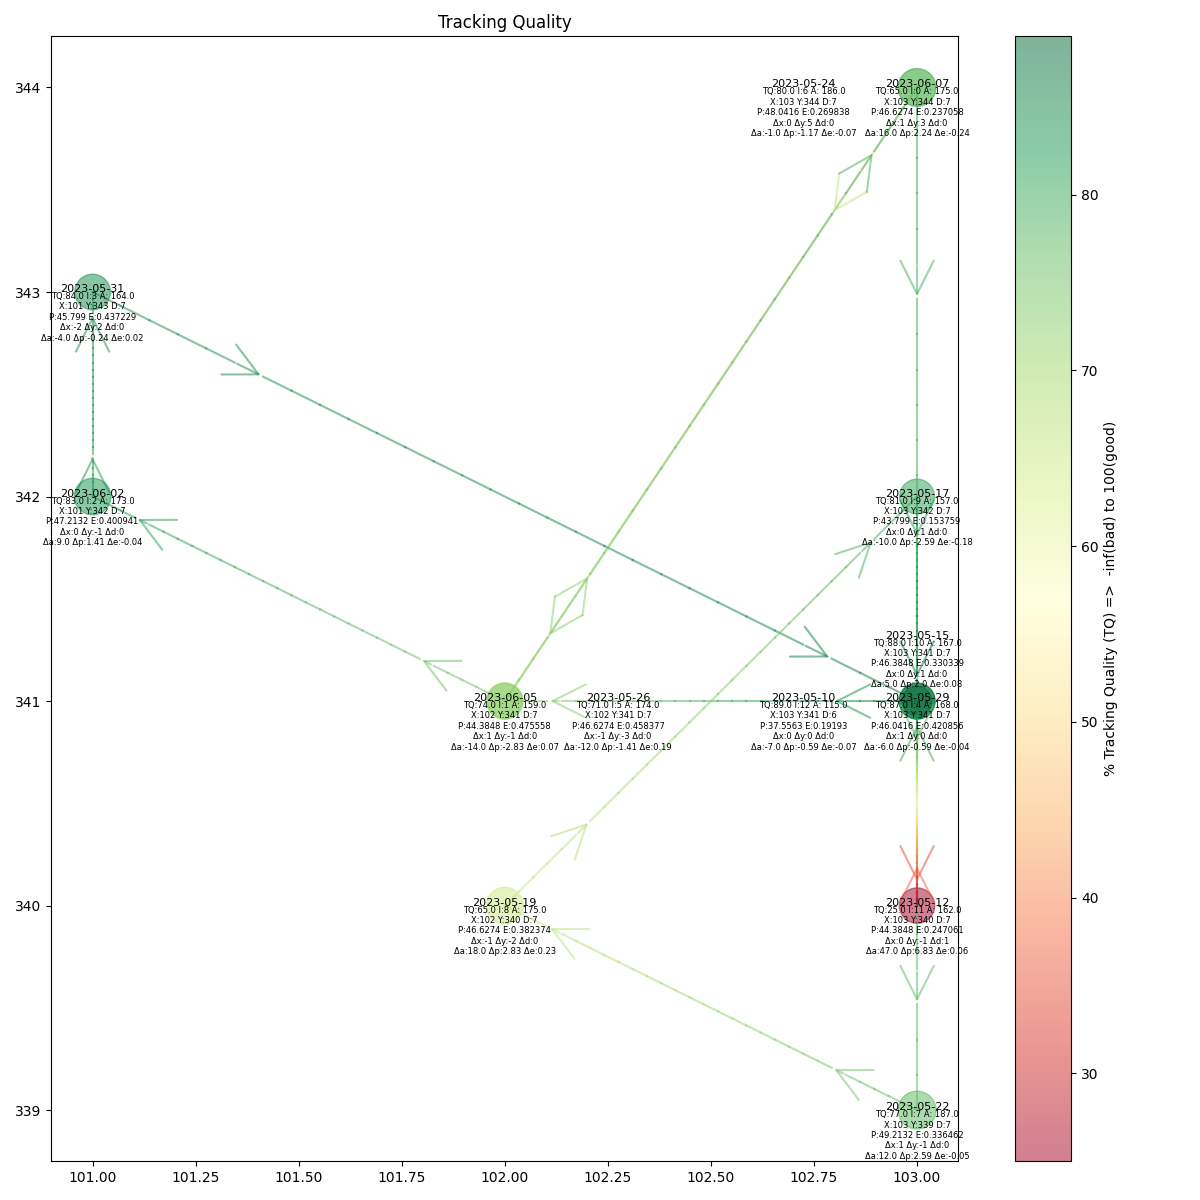 Tracking Quality
344
343
342
341
340
339
2023-05-24
TQ:80.0 I:6 A: 186.0
X:103 Y:344 D:7
P:48.0416 E:0.269838
Δx:0 Δy:5 Δd:0
Δa:-1.0 Δp:-1.17 Δe:-0.07
2023-06-07
TQ:65.0 I:0 A: 175.0
X:103 Y:344 D:7
P:46.6274 E:0.237058
Δx:1 Δy:3 Δd:0
Δa:16.0 Δp:2.24 Δe:-0.24
2023-05-31
TQ:84.0 I:3 A: 164.0
X:101 Y:343 D:7
P:45.799 E:0.437229
Δx:-2 Δy:2 Δd:0
Δa:-4.0 Δp:-0.24 Δe:0.02
2023-06-02
TQ:83.0 I:2 A: 173.0
X:101 Y:342 D:7
P:47.2132 E:0.400941
Δx:0 Δy:-1 Δd:0
Δa:9.0 Δp:1.41 Δe:-0.04
2023-05-17
TQ:81.0 I:9 A: 157.0
X:103 Y:342 D:7
P:43.799 E:0.153759
Δx:0 Δy:1 Δd:0
Δa:-10.0 Δp:-2.59 Δe:-0.18
2023-05-15
TQ:88.0 I:10 A: 167.0
X:103 Y:341 D:7
P:46.3848 E:0.330339
Δx:0 Δy:1 Δd:0
Δa:5.0 Δp:2.0 Δe:0.08
2023-06-05
TQ:74.0 I:1 A: 159.0
X:102 Y:341 D:7
P:44.3848 E:0.475558
Δx:1 Δy:-1 Δd:0
Δa:-14.0 Δp:-2.83 Δe:0.07
2023-05-26
TQ:71.0 I:5 A: 174.0
X:102 Y:341 D:7
P:46.6274 E:0.458377
Δx:-1 Δy:-3 Δd:0
Δa:-12.0 Δp:-1.41 Δe:0.19
2023-05-10
TQ:89.0 I:12 A: 115.0
X:103 Y:341 D:6
P:37.5563 E:0.19193
Δx:0 Δy:0 Δd:0
Δa:-7.0 Δp:-0.59 Δe:-0.07
2023-05-29
TQ:87.0 I:4 A: 168.0
X:103 Y:341 D:7
P:46.0416 E:0.420856
Δx:1 Δy:0 Δd:0
Δa:-6.0 Δp:-0.59 Δe:-0.04
2023-05-19
TQ:65.0 I:8 A: 175.0
X:102 Y:340 D:7
P:46.6274 E:0.382374
Δx:-1 Δy:-2 Δd:0
Δa:18.0 Δp:2.83 Δe:0.23
2023-05-12
TQ:25.0 I:11 A: 162.0
X:103 Y:340 D:7
P:44.3848 E:0.247061
Δx:0 Δy:-1 Δd:1
Δa:47.0 Δp:6.83 Δe:0.06
2023-05-22
TQ:77.0 I:7 A: 187.0
X:103 Y:339 D:7
P:49.2132 E:0.336462
Δx:1 Δy:-1 Δd:0
Δa:12.0 Δp:2.59 Δe:-0.05
101.00 101.25 101.50 101.75 102.00 102.25 102.50 102.75 103.00
80
70
60
50
40
30
% Tracking Quality (TQ) => -inf(bad) to 100(good)